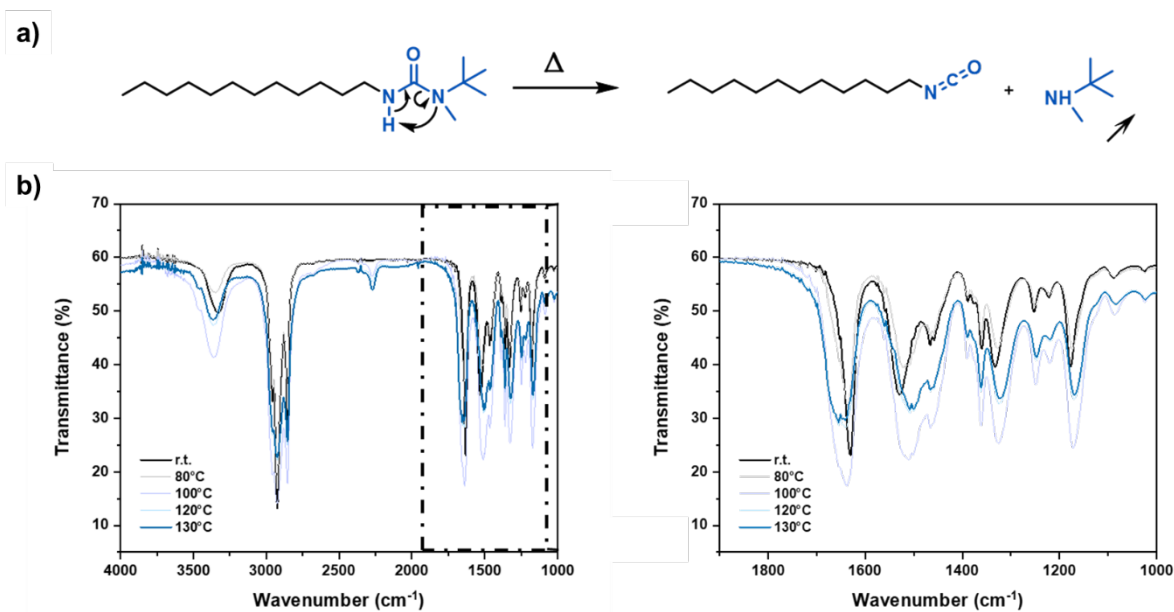 a)
Δ
O
N
N
H
N
C
O
+
NH
b)
70
60
50
40
30
20
10
Transmittance (%)
r.t.
80°C
100°C
120°C
130°C
4000 3500 3000 2500 2000 1500 1000
Wavenumber (cm⁻¹)
70
60
50
40
30
20
10
Transmittance (%)
r.t.
80°C
100°C
120°C
130°C
1800 1600 1400 1200 1000
Wavenumber (cm⁻¹)